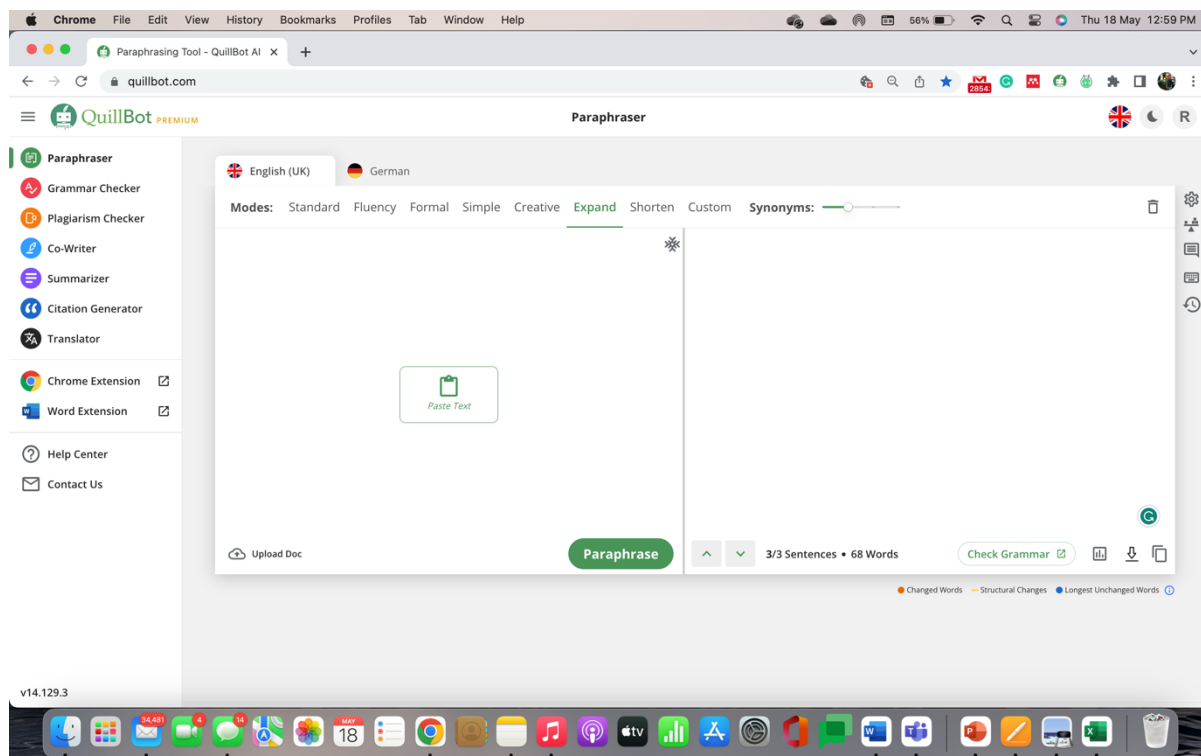 Chrome File Edit View History Bookmarks Profiles Tab Window Help 56% Thu 18 May 12:59 PM
Paraphrasing Tool - QuillBot AI
quillbot.com 2854
QuillBot PREMIUM Paraphraser R
Paraphraser
Grammar Checker
Plagiarism Checker
Co-Writer
Summarizer
Citation Generator
Translator
Chrome Extension
Word Extension
Help Center
Contact Us
v14.129.3
English (UK) German
Modes: Standard Fluency Formal Simple Creative Expand Shorten Custom Synonyms:
Paste Text
Upload Doc Paraphrase 3/3 Sentences • 68 Words Check Grammar
Changed Words Structural Changes Longest Unchanged Words
34,481 4 14 MAY 18 tv